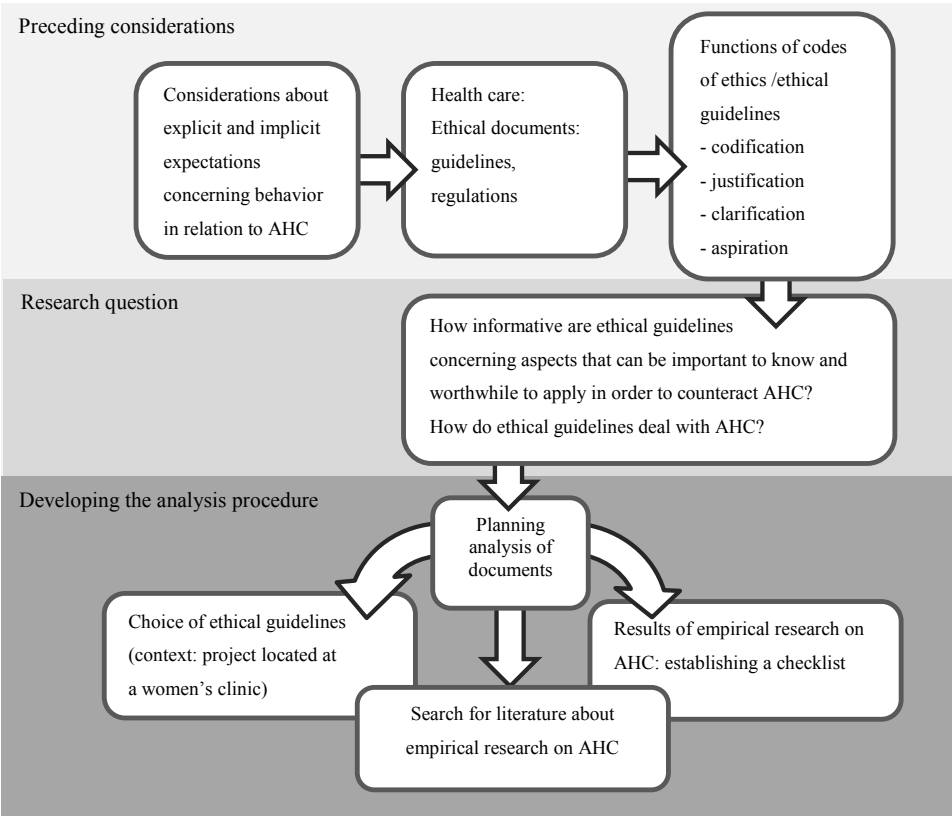 Preceding considerations
Considerations about
explicit and implicit
expectations
concerning behavior
in relation to AHC
Health care:
Ethical documents:
guidelines,
regulations
Functions of codes
of ethics /ethical
guidelines
- codification
- justification
- clarification
- aspiration
Research question
How informative are ethical guidelines
concerning aspects that can be important to know and
worthwhile to apply in order to counteract AHC?
How do ethical guidelines deal with AHC?
Developing the analysis procedure
Planning
analysis of
documents
Choice of ethical guidelines
(context: project located at
a women’s clinic)
Search for literature about
empirical research on AHC
Results of empirical research on
AHC: establishing a checklist